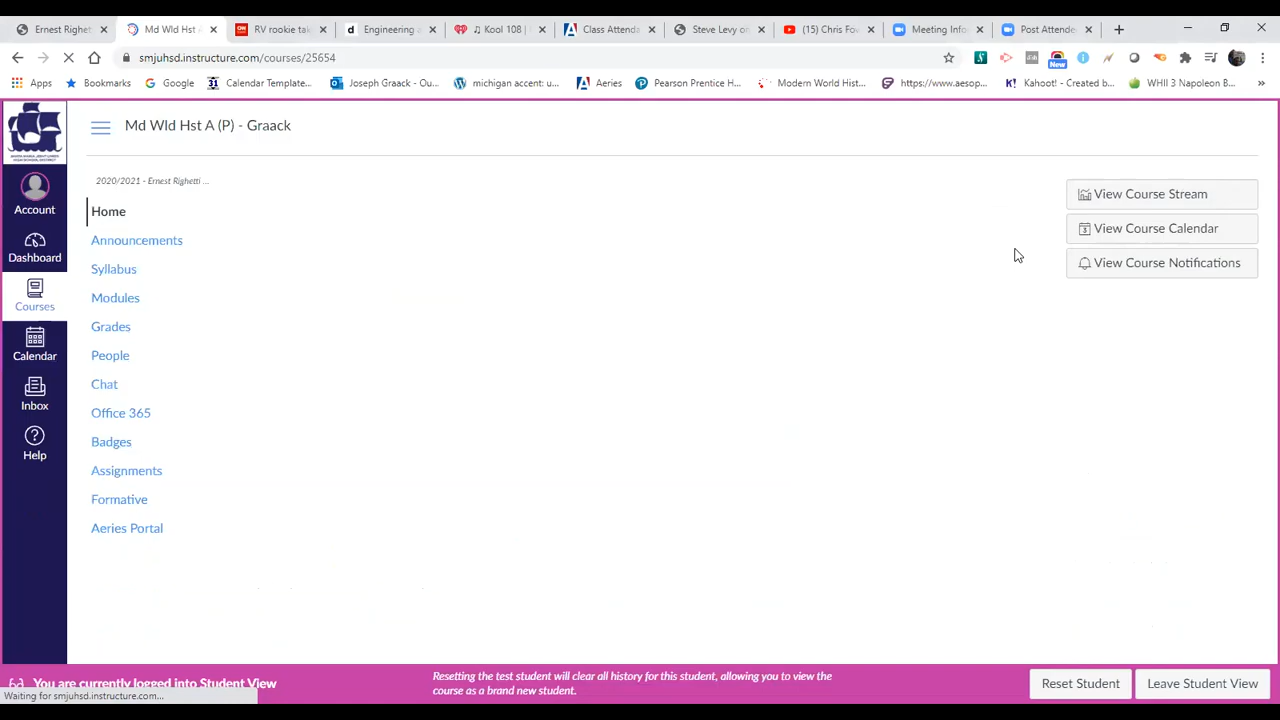 Ernest Righe
Md Wld Hst A
RV rookie tal
Engineering a
Kool 108 |
Class Attenda
Steve Levy on
(15) Chris Fow
Meeting Infor
Post Attende
smjuhsd.instructure.com/courses/25654
New
Apps
Bookmarks
Google
Calendar Template...
Joseph Graack - Ou...
michigan accent: u...
Aeries
Pearson Prentice H...
Modern World Hist...
https://www.aesop...
Kahoot! - Created b...
WHII 3 Napoleon B...
Md Wld Hst A (P) - Graack
2020/2021 - Ernest Righetti ...
Home
Announcements
Syllabus
Modules
Grades
People
Chat
Office 365
Badges
Assignments
Formative
Aeries Portal
Account
Dashboard
Courses
Calendar
Inbox
Help
View Course Stream
View Course Calendar
View Course Notifications
You are currently logged into Student View
Waiting for smjuhsd.instructure.com...
Resetting the test student will clear all history for this student, allowing you to view the
course as a brand new student.
Reset Student
Leave Student View